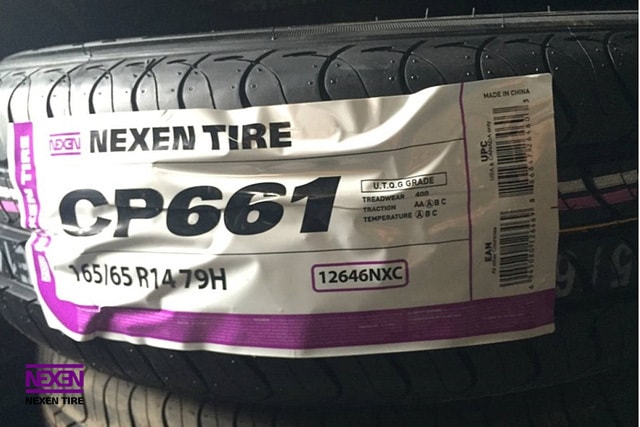 NEXEN NEXEN TIRE
CP661
165/65 R14 79H
U.T.Q.G GRADE
TREADWEAR 400
TRACTION AA A B C
TEMPERATURE A B C
12646NXC
MADE IN CHINA
UPC
EAN
NEXEN
NEXEN TIRE